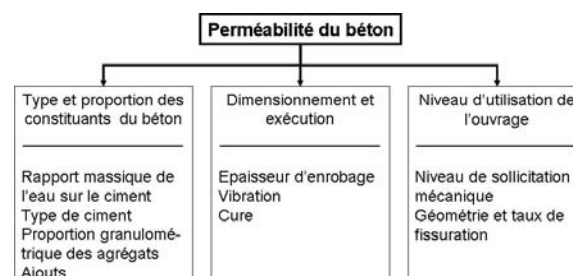 Perméabilité du béton
Type et proportion des
constituants du béton
Rapport massique de
l'eau sur le ciment
Type de ciment
Proportion granulomé-
trique des agrégats
Ajouts
Dimensionnement et
exécution
Epaisseur d'enrobage
Vibration
Cure
Niveau d'utilisation de
l'ouvrage
Niveau de sollicitation
mécanique
Géométrie et taux de
fissuration